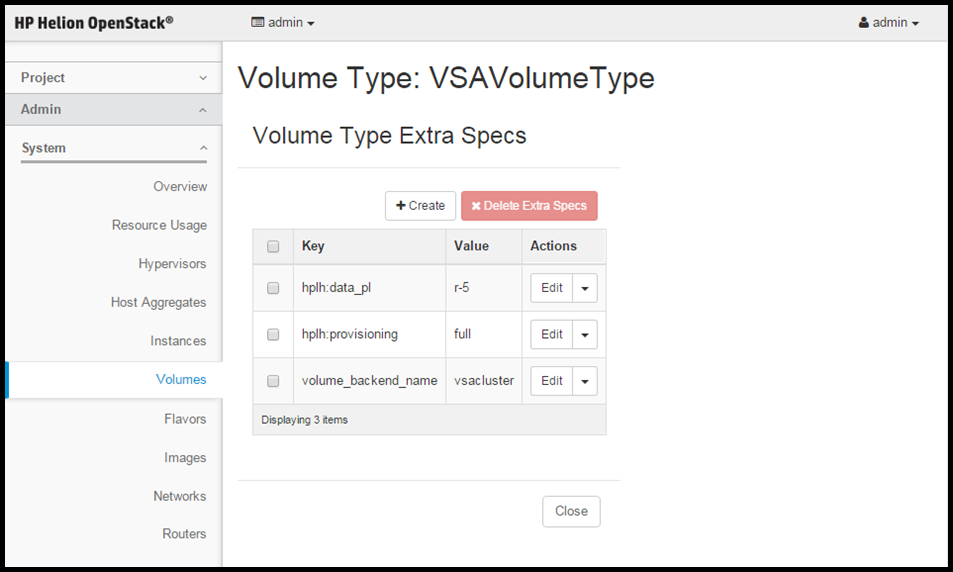 HP Helion OpenStack®
admin
admin
Project
Admin
System
Overview
Resource Usage
Hypervisors
Host Aggregates
Instances
Volumes
Flavors
Images
Networks
Routers
Volume Type: VSAVolumeType
Volume Type Extra Specs
Create Delete Extra Specs
Key Value Actions
hplh:data_pl r-5 Edit
hplh:provisioning full Edit
volume_backend_name vsacluster Edit
Displaying 3 items
Close